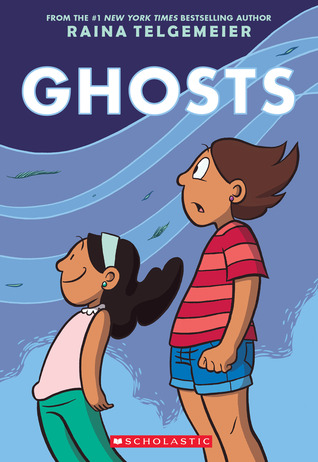 FROM THE #1 NEW YORK TIMES BESTSELLING AUTHOR
RAINA TELGEMEIER
GHOSTS
SCHOLASTIC